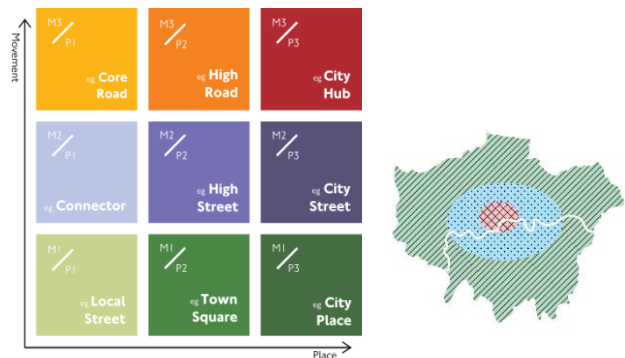 Movement
M3
P1
eg Core
Road
M3
P2
eg High
Road
M3
P3
eg City
Hub
M2
P1
eg Connector
M2
P2
eg High
Street
M2
P3
eg City
Street
M1
P1
eg Local
Street
M1
P2
eg Town
Square
M1
P3
eg City
Place
Place